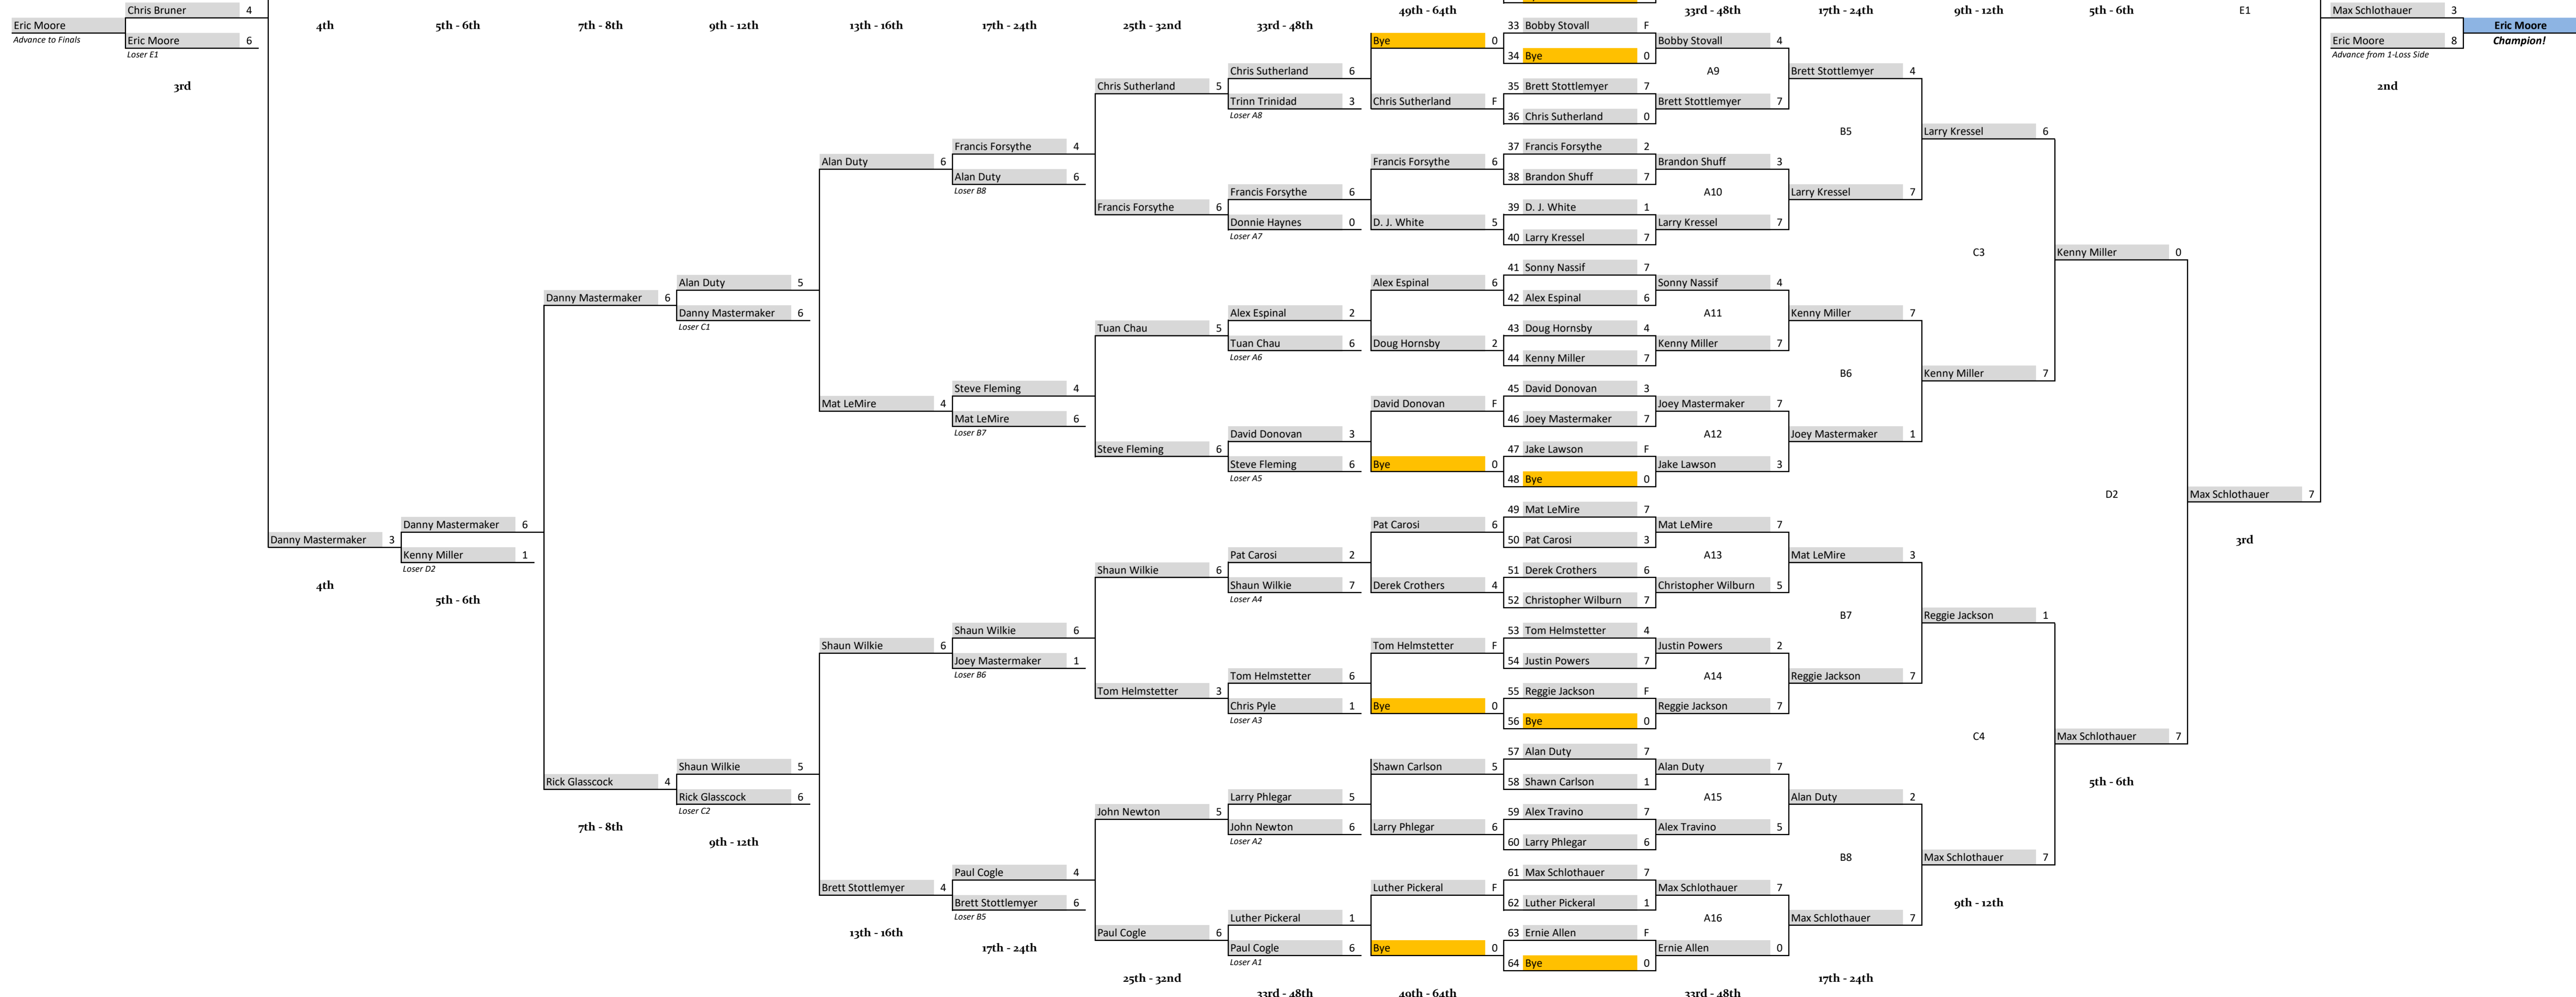 Chris Bruner 4
Eric Moore
Advance to Finals
Eric Moore 6
Loser E1
3rd
4th
5th - 6th
7th - 8th
9th - 12th
13th - 16th
17th - 24th
25th - 32nd
33rd - 48th
49th - 64th
33rd - 48th
17th - 24th
9th - 12th
5th - 6th
E1
Max Schlothauer 3
Eric Moore
Champion!
Eric Moore 8
Advance from 1-Loss Side
2nd
33 Bobby Stovall F
Bye 0
Bobby Stovall 4
34 Bye 0
Chris Sutherland 6
A9
Brett Stottlemyer 4
Chris Sutherland 5
35 Brett Stottlemyer 7
Trinn Trinidad 3
Loser A8
Chris Sutherland F
Brett Stottlemyer 7
36 Chris Sutherland 0
B5
Larry Kressel 6
Francis Forsythe 4
37 Francis Forsythe 2
Alan Duty 6
Francis Forsythe 6
Brandon Shuff 3
Alan Duty 6
Loser B8
38 Brandon Shuff 7
Francis Forsythe 6
A10
Larry Kressel 7
Francis Forsythe 6
39 D. J. White 1
Donnie Haynes 0
Loser A7
D. J. White 5
Larry Kressel 7
40 Larry Kressel 7
C3
Kenny Miller 0
41 Sonny Nassif 7
Alan Duty 5
Alex Espinal 6
Sonny Nassif 4
Danny Mastermaker 6
42 Alex Espinal 6
Danny Mastermaker 6
Loser C1
Alex Espinal 2
A11
Kenny Miller 7
Tuan Chau 5
43 Doug Hornsby 4
Tuan Chau 6
Loser A6
Doug Hornsby 2
Kenny Miller 7
44 Kenny Miller 7
B6
Kenny Miller 7
Steve Fleming 4
45 David Donovan 3
Mat LeMire 4
David Donovan F
Joey Mastermaker 7
Mat LeMire 6
Loser B7
46 Joey Mastermaker 7
David Donovan 3
A12
Joey Mastermaker 1
Steve Fleming 6
47 Jake Lawson F
Steve Fleming 6
Loser A5
Bye 0
Jake Lawson 3
48 Bye 0
D2
Max Schlothauer 7
3rd
49 Mat LeMire 7
Danny Mastermaker 6
Pat Carosi 6
Mat LeMire 7
Danny Mastermaker 3
50 Pat Carosi 3
Kenny Miller 1
Loser D2
Pat Carosi 2
A13
Mat LeMire 3
4th
5th - 6th
Shaun Wilkie 6
51 Derek Crothers 6
Shaun Wilkie 7
Loser A4
Derek Crothers 4
Christopher Wilburn 5
52 Christopher Wilburn 7
B7
Reggie Jackson 1
Shaun Wilkie 6
53 Tom Helmstetter 4
Shaun Wilkie 6
Tom Helmstetter F
Justin Powers 2
Joey Mastermaker 1
Loser B6
54 Justin Powers 7
Tom Helmstetter 6
A14
Reggie Jackson 7
Tom Helmstetter 3
55 Reggie Jackson F
Chris Pyle 1
Loser A3
Bye 0
Reggie Jackson 7
56 Bye 0
C4
Max Schlothauer 7
5th - 6th
57 Alan Duty 7
Shaun Wilkie 5
Shawn Carlson 5
Alan Duty 7
Rick Glasscock 4
58 Shawn Carlson 1
Rick Glasscock 6
Loser C2
Larry Phlegar 5
A15
Alan Duty 2
7th - 8th
9th - 12th
John Newton 5
59 Alex Travino 7
John Newton 6
Loser A2
Larry Phlegar 6
Alex Travino 5
60 Larry Phlegar 6
B8
Max Schlothauer 7
Paul Cogle 4
61 Max Schlothauer 7
Brett Stottlemyer 4
Luther Pickeral F
Max Schlothauer 7
Brett Stottlemyer 6
Loser B5
62 Luther Pickeral 1
9th - 12th
Luther Pickeral 1
A16
Max Schlothauer 7
13th - 16th
17th - 24th
Paul Cogle 6
63 Ernie Allen F
Paul Cogle 6
Loser A1
Bye 0
Ernie Allen 0
64 Bye 0
25th - 32nd
17th - 24th
33rd - 48th
49th - 64th
33rd - 48th